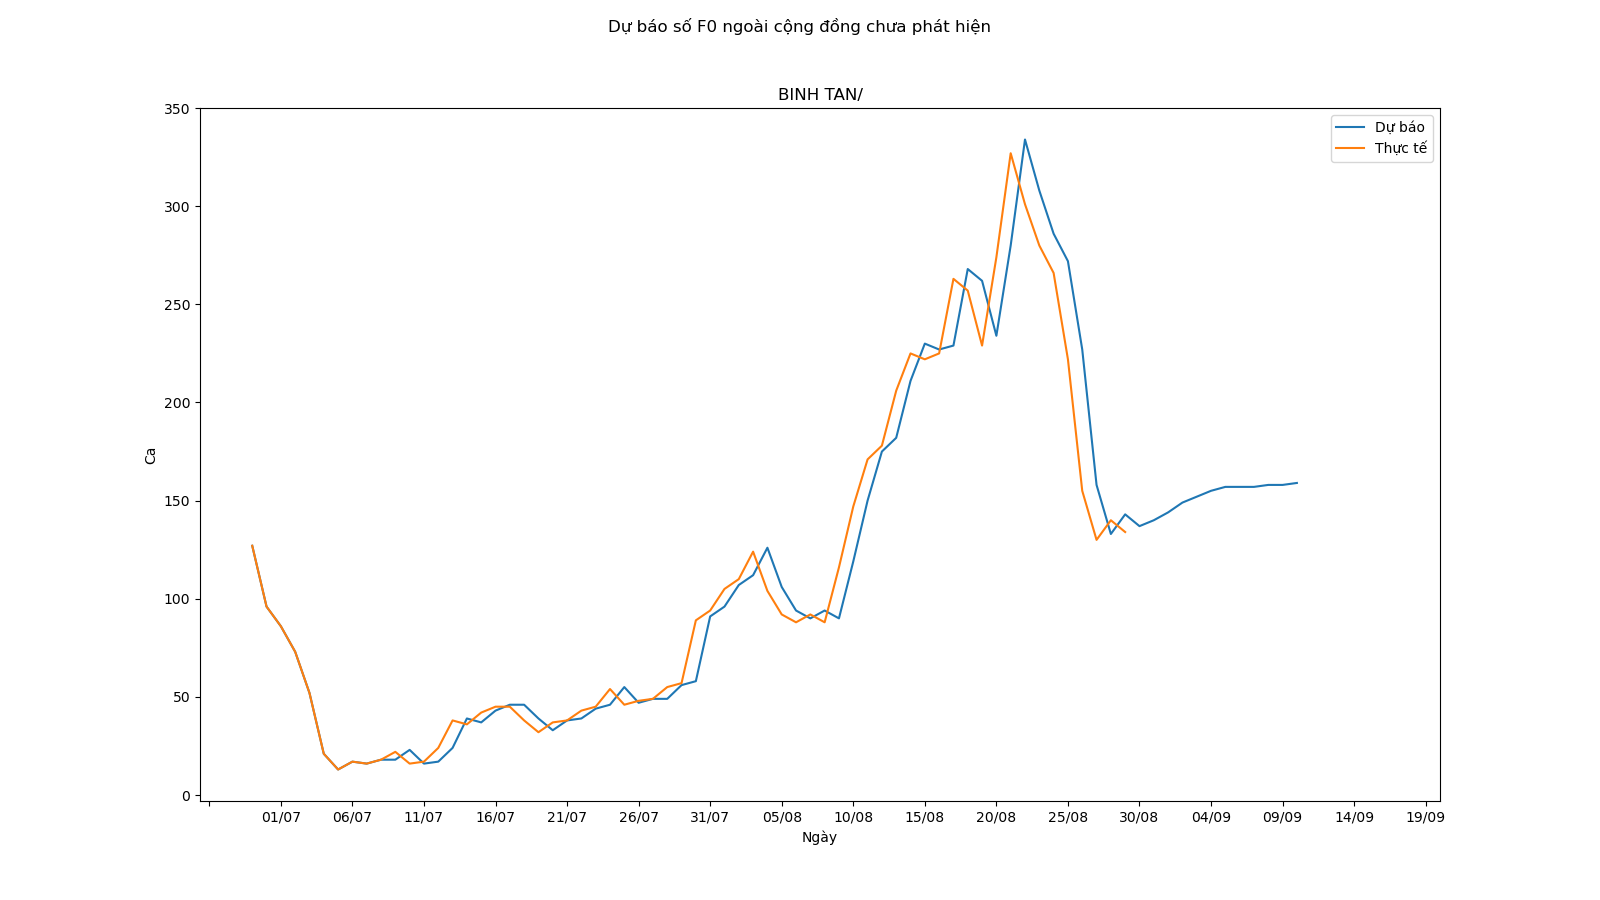 Dự báo số F0 ngoài cộng đồng chưa phát hiện
BINH TAN/
350
300
250
200
150
100
50
0
Ca
Dự báo
Thực tế
01/07 06/07 11/07 16/07 21/07 26/07 31/07 05/08 10/08 15/08 20/08 25/08 30/08 04/09 09/09 14/09 19/09
Ngày